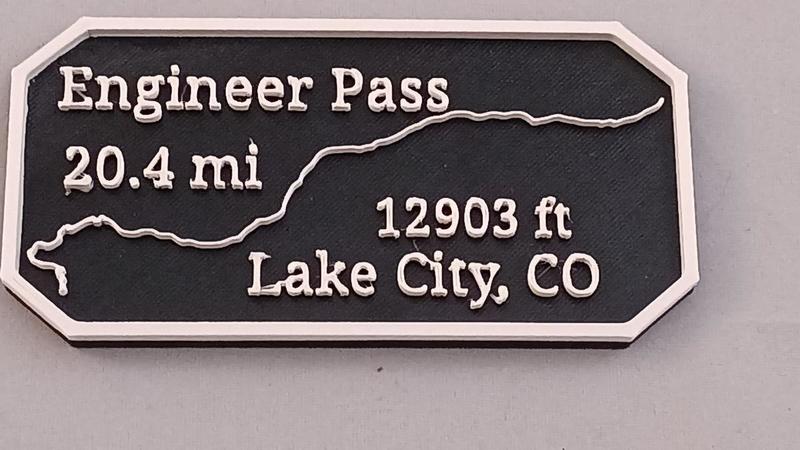 Engineer Pass
20.4 mi
12903 ft
Lake City, CO